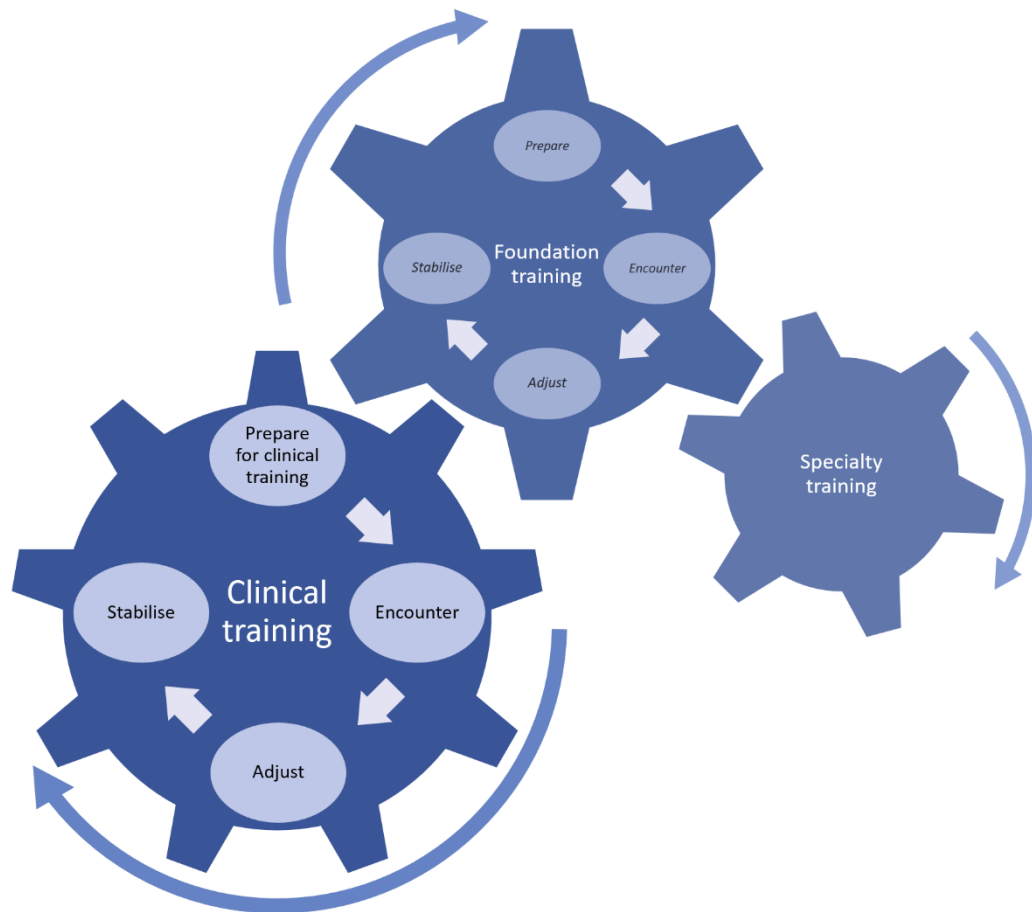 Prepare
Foundation
training
Stabilise
Encounter
Adjust
Specialty
training
Prepare
for clinical
training
Clinical
training
Stabilise
Encounter
Adjust